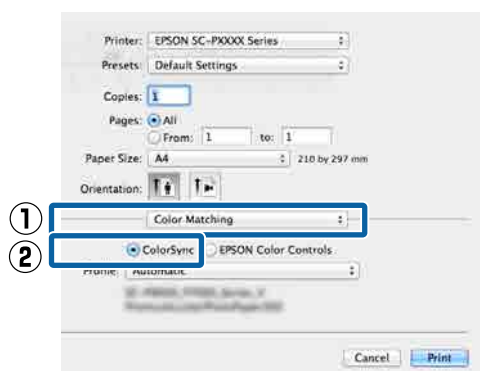 Printer: EPSON SC-PXXXX Series
Presets: Default Settings
Copies: 1
Pages: All
From: 1 to: 1
Paper Size: A4 210 by 297 mm
Orientation:
① Color Matching
② ColorSync EPSON Color Controls
Profile: Automatic
Cancel Print